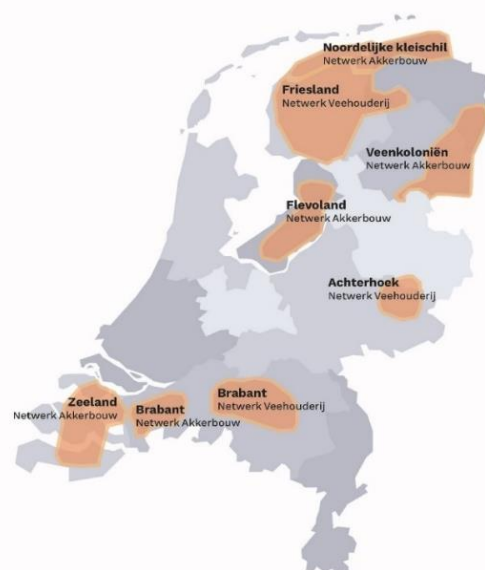 Noordelijke kleischil
Netwerk Akkerbouw
Friesland
Netwerk Veehouderij
Veenkoloniën
Netwerk Akkerbouw
Flevoland
Netwerk Akkerbouw
Achterhoek
Netwerk Veehouderij
Zeeland
Netwerk Akkerbouw
Brabant
Netwerk Akkerbouw
Brabant
Netwerk Veehouderij